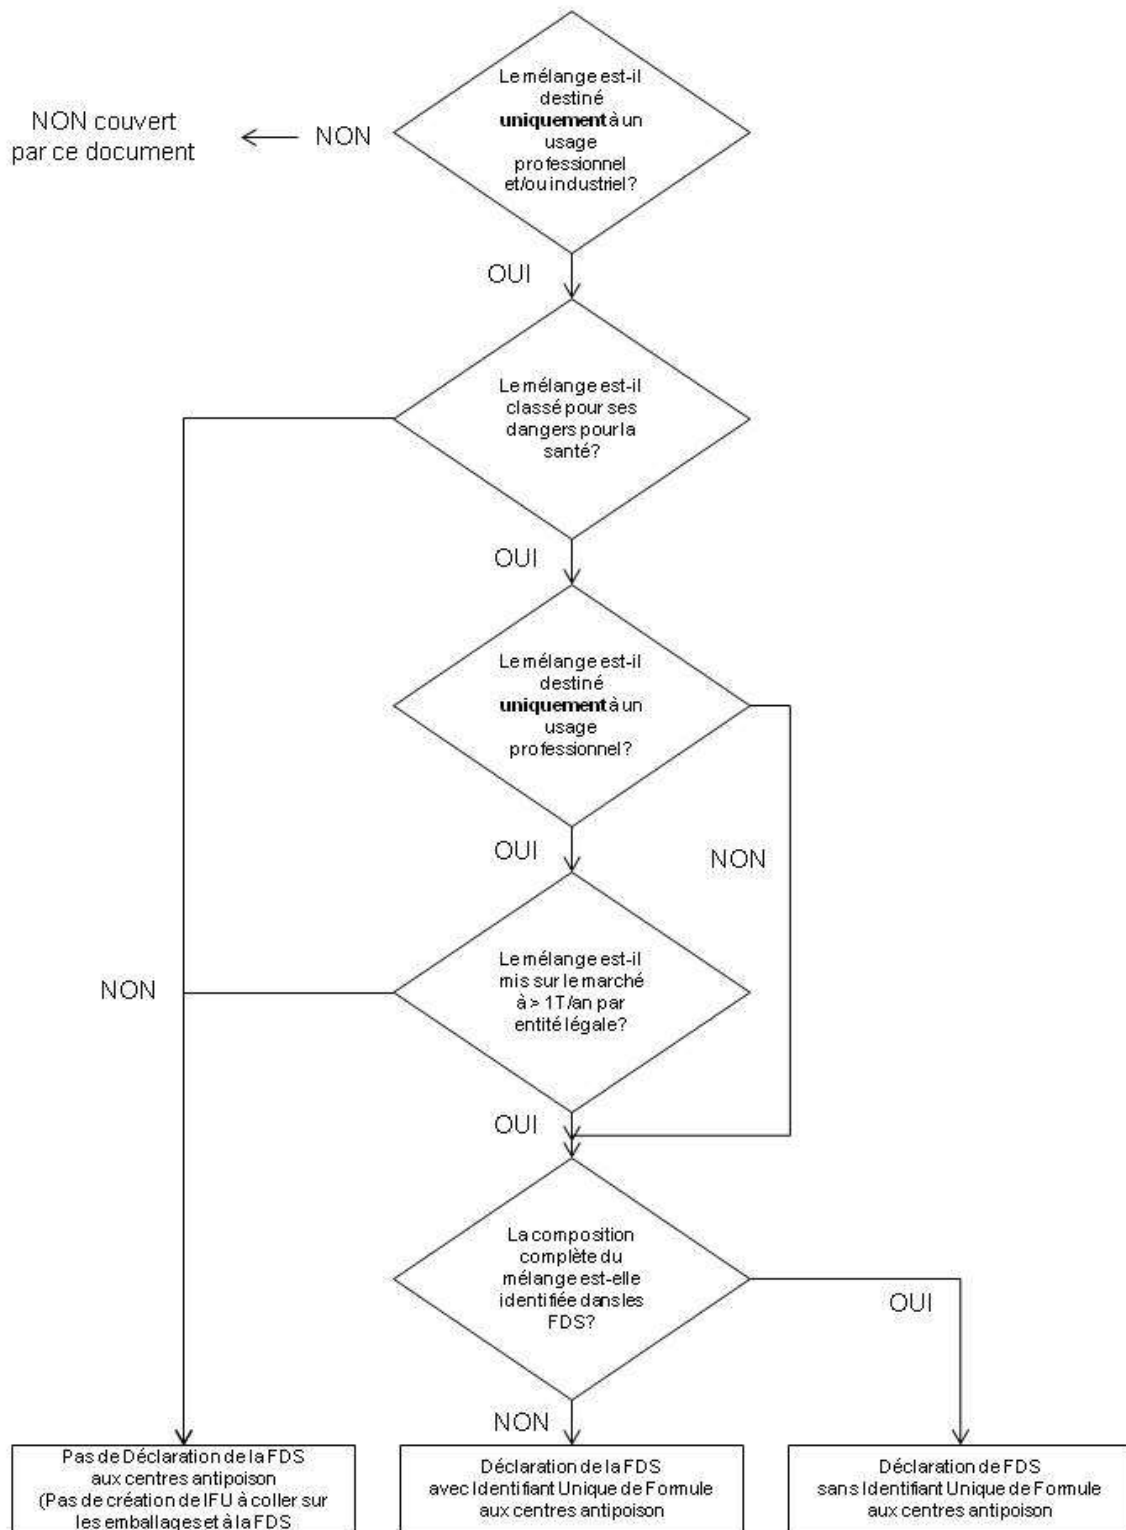 Le mélange est-il
destiné
uniquement à un
usage
professionnel
et/ou industriel?
NON couvert
par ce document
NON
OUI
Le mélange est-il
classé pour ses
dangers pour la
santé?
OUI
Le mélange est-il
destiné
uniquement à un
usage
professionnel?
OUI
NON
Le mélange est-il
mis sur le marché
à > 1T/an par
entité légale?
NON
OUI
La composition
complète du
mélange est-elle
identifiée dans les
FDS?
OUI
NON
Pas de Déclaration de la FDS
aux centres antipoison
(Pas de création de IFU à coller sur
les emballages et à la FDS
Déclaration de la FDS
avec Identifiant Unique de Formule
aux centres antipoison
Déclaration de FDS
sans Identifiant Unique de Formule
aux centres antipoison